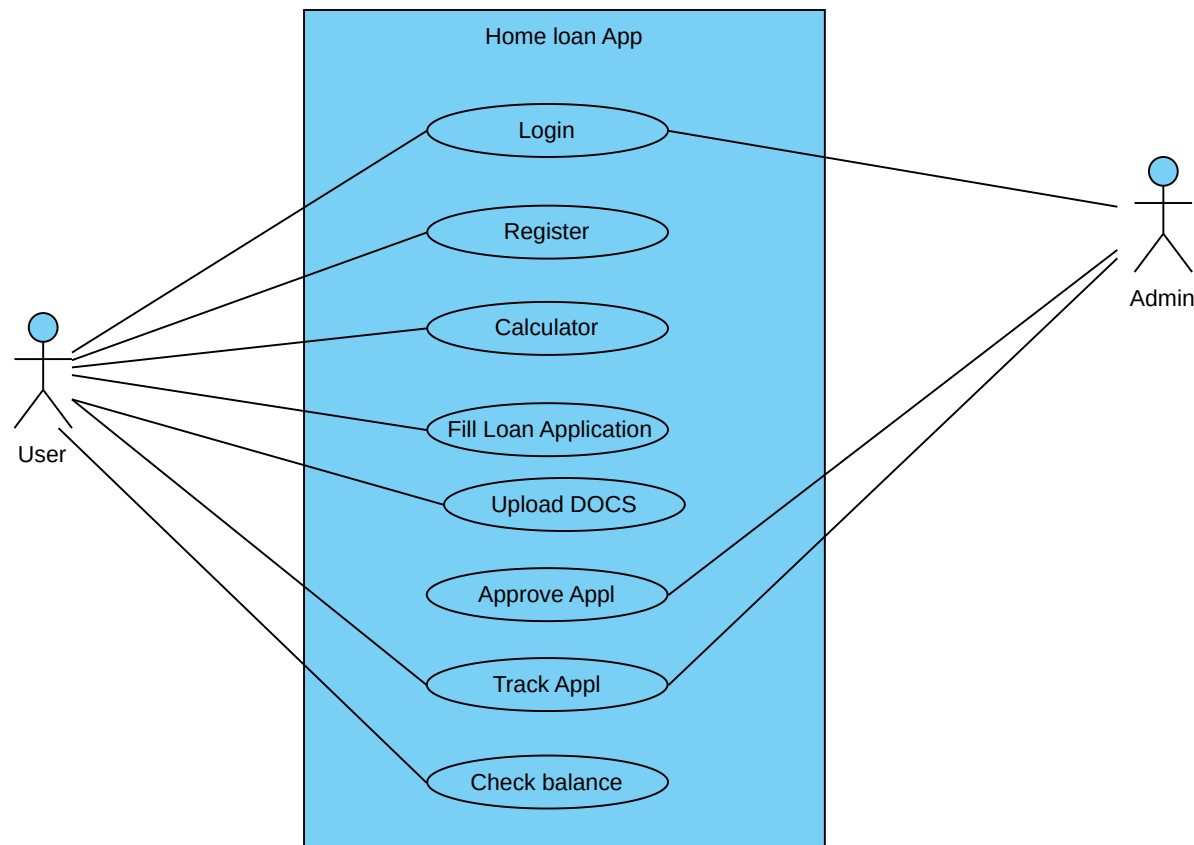 Home loan App
Login
Register
Calculator
Fill Loan Application
Upload DOCS
Approve Appl
Track Appl
Check balance
User
Admin